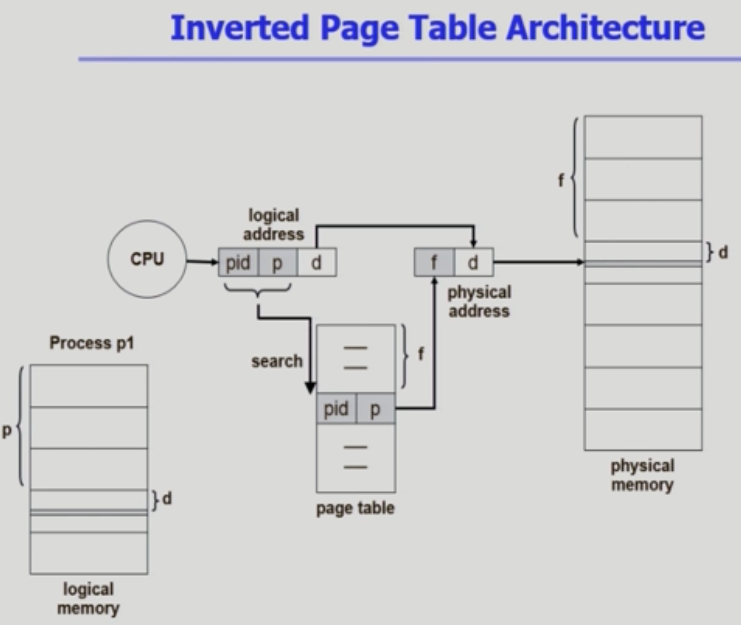 Inverted Page Table Architecture
logical
address
CPU
pid p d
f d
physical
address
f
d
search
f
pid p
page table
Process p1
p
d
logical
memory
physical
memory